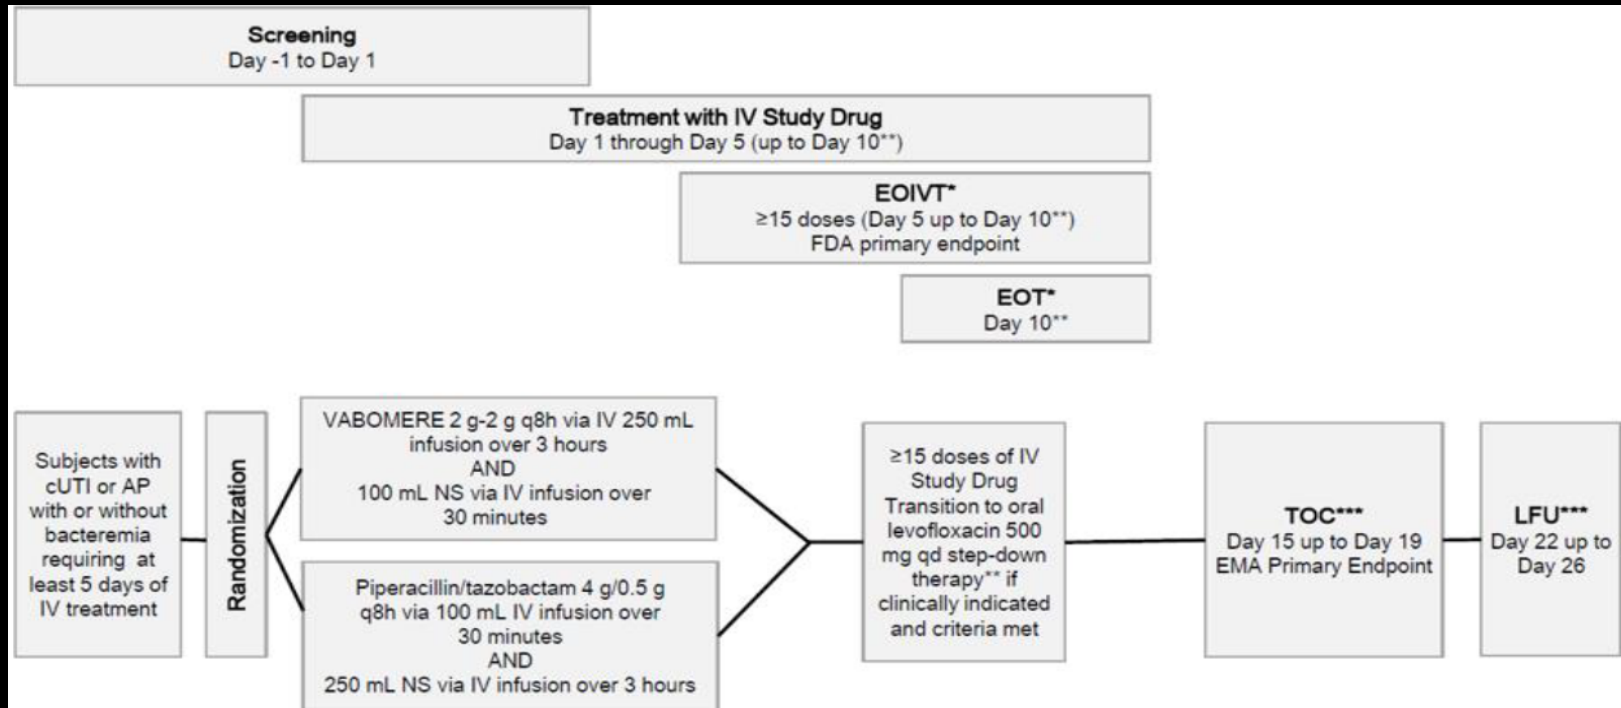 Screening
Day -1 to Day 1
Treatment with IV Study Drug
Day 1 through Day 5 (up to Day 10**)
EOIVT*
≥15 doses (Day 5 up to Day 10**)
FDA primary endpoint
EOT*
Day 10**
Subjects with
cUTI or AP
with or without
bacteremia
requiring at
least 5 days of
IV treatment
Randomization
VABOMERE 2 g-2 g q8h via IV 250 mL
infusion over 3 hours
AND
100 mL NS via IV infusion over
30 minutes
Piperacillin/tazobactam 4 g/0.5 g
q8h via 100 mL IV infusion over
30 minutes
AND
250 mL NS via IV infusion over 3 hours
≥15 doses of IV
Study Drug
Transition to oral
levofloxacin 500
mg qd step-down
therapy** if
clinically indicated
and criteria met
TOC***
Day 15 up to Day 19
EMA Primary Endpoint
LFU***
Day 22 up to
Day 26